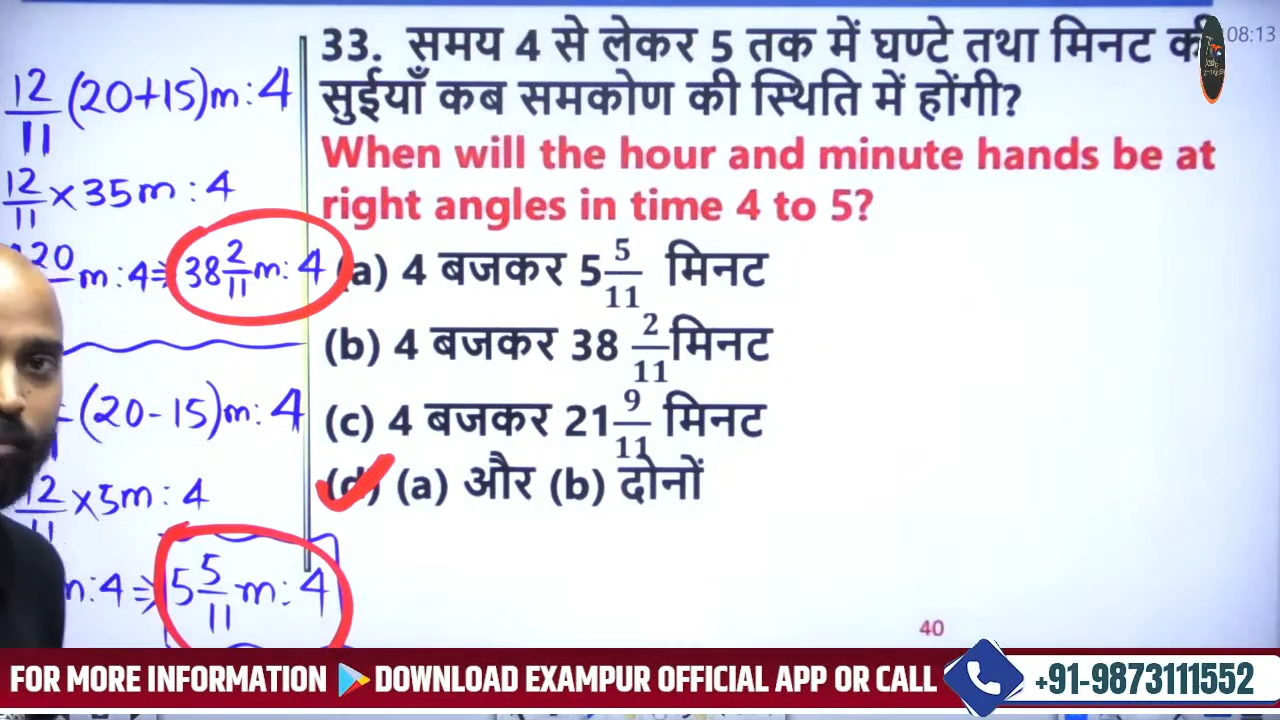 33. समय 4 से लेकर 5 तक में घण्टे तथा मिनट की
सुईयाँ कब समकोण की स्थिति में होंगी?
When will the hour and minute hands be at
right angles in time 4 to 5?
(a) 4 बजकर 5 5/11 मिनट
(b) 4 बजकर 38 2/11 मिनट
(c) 4 बजकर 21 9/11 मिनट
(d) (a) और (b) दोनों
12/11 (20+15)m:4
12/11 × 35m:4
20 m:4 ⇒ 38 2/11 m:4
(20-15)m:4
12/11 × 5m:4
m:4 ⇒ 5 5/11 m:4
08:13
40
FOR MORE INFORMATION DOWNLOAD EXAMPUR OFFICIAL APP OR CALL +91-9873111552